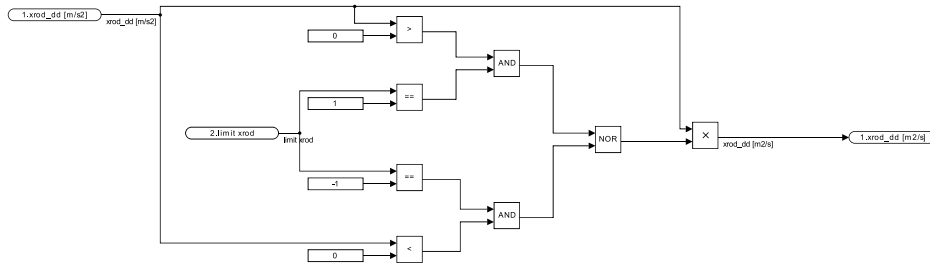 1.xrod_dd [m/s2]
xrod_dd [m/s2]
>
0
AND
==
1
2.limit xrod
limit xrod
NOR
×
xrod_dd [m2/s]
1.xrod_dd [m2/s]
==
-1
AND
<
0